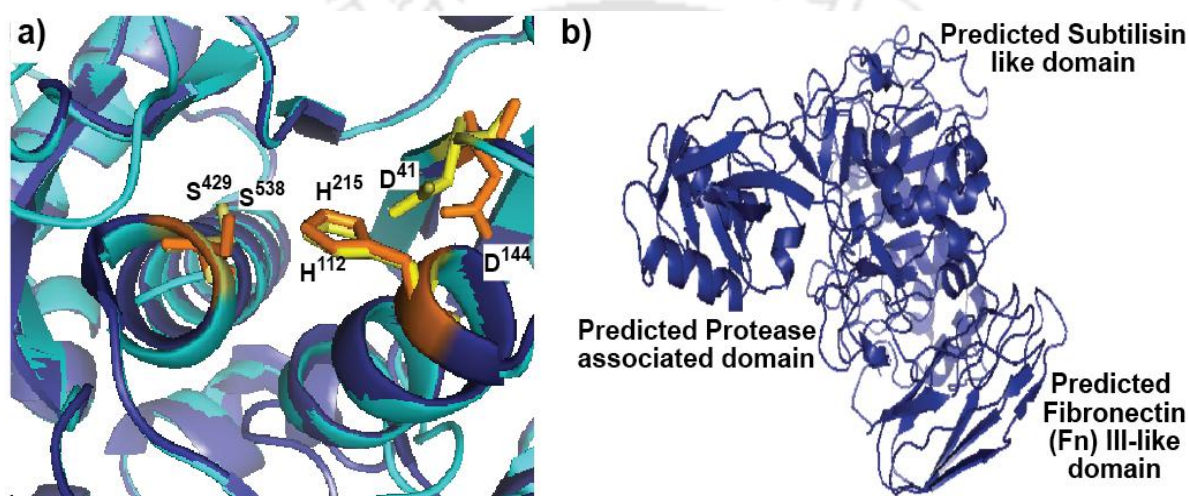 a)
S⁴²⁹
S⁵³⁸
H²¹⁵
D⁴¹
H¹¹²
D¹⁴⁴
b)
Predicted Subtilisin
like domain
Predicted Protease
associated domain
Predicted
Fibronectin
(Fn) III-like
domain